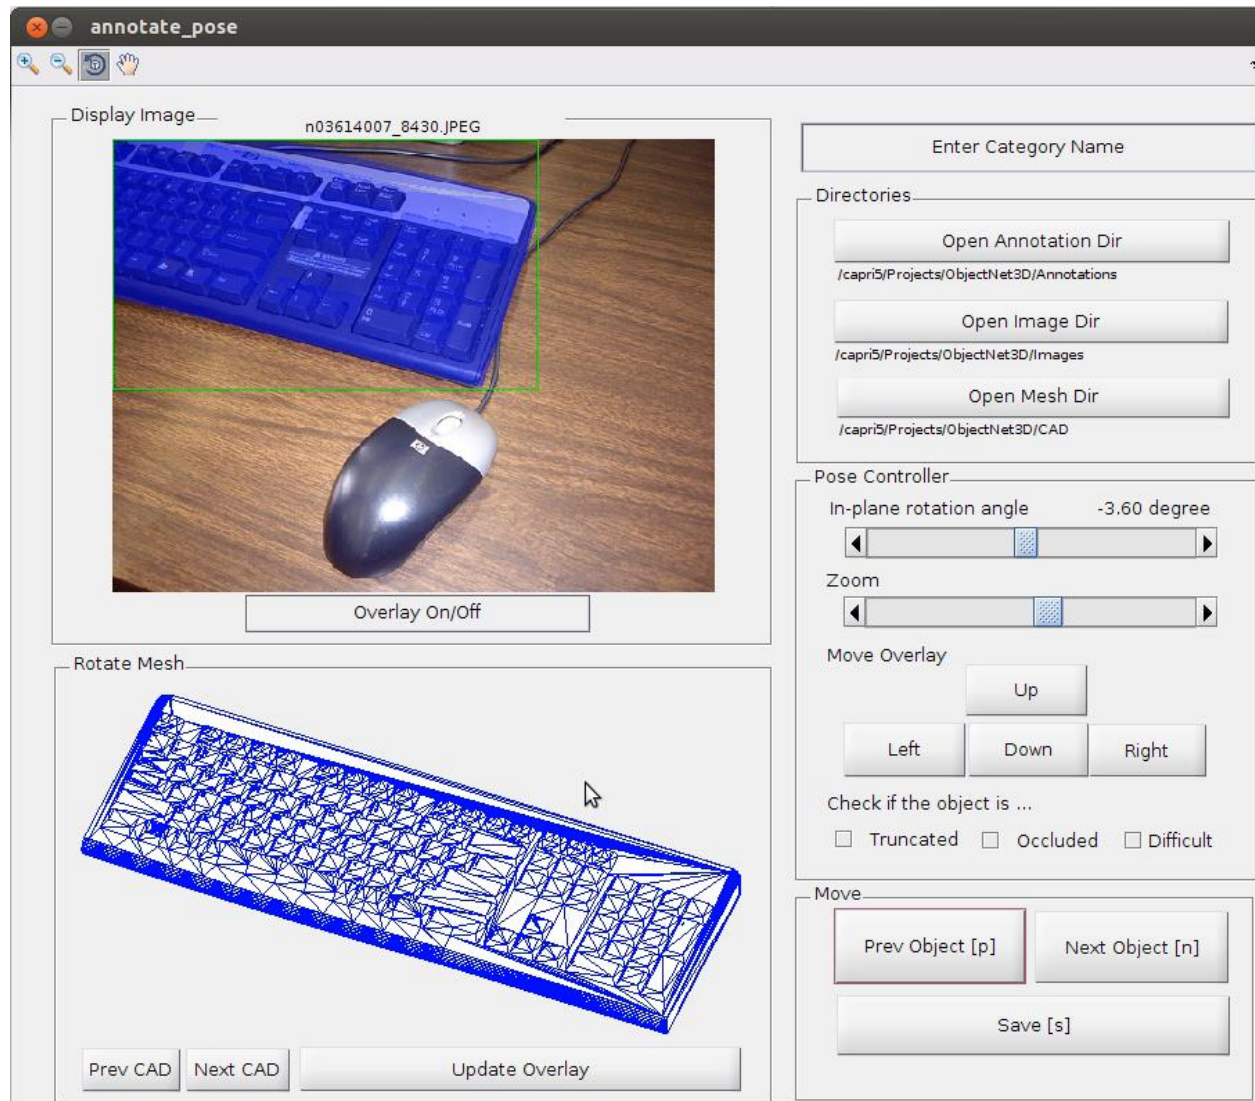 annotate_pose
Display Image
n03614007_8430.JPEG
hp
Overlay On/Off
Rotate Mesh
Prev CAD
Next CAD
Update Overlay
Enter Category Name
Directories
Open Annotation Dir
/capri5/Projects/ObjectNet3D/Annotations
Open Image Dir
/capri5/Projects/ObjectNet3D/Images
Open Mesh Dir
/capri5/Projects/ObjectNet3D/CAD
Pose Controller
In-plane rotation angle -3.60 degree
Zoom
Move Overlay
Up
Left Down Right
Check if the object is ...
Truncated Occluded Difficult
Move
Prev Object [p] Next Object [n]
Save [s]